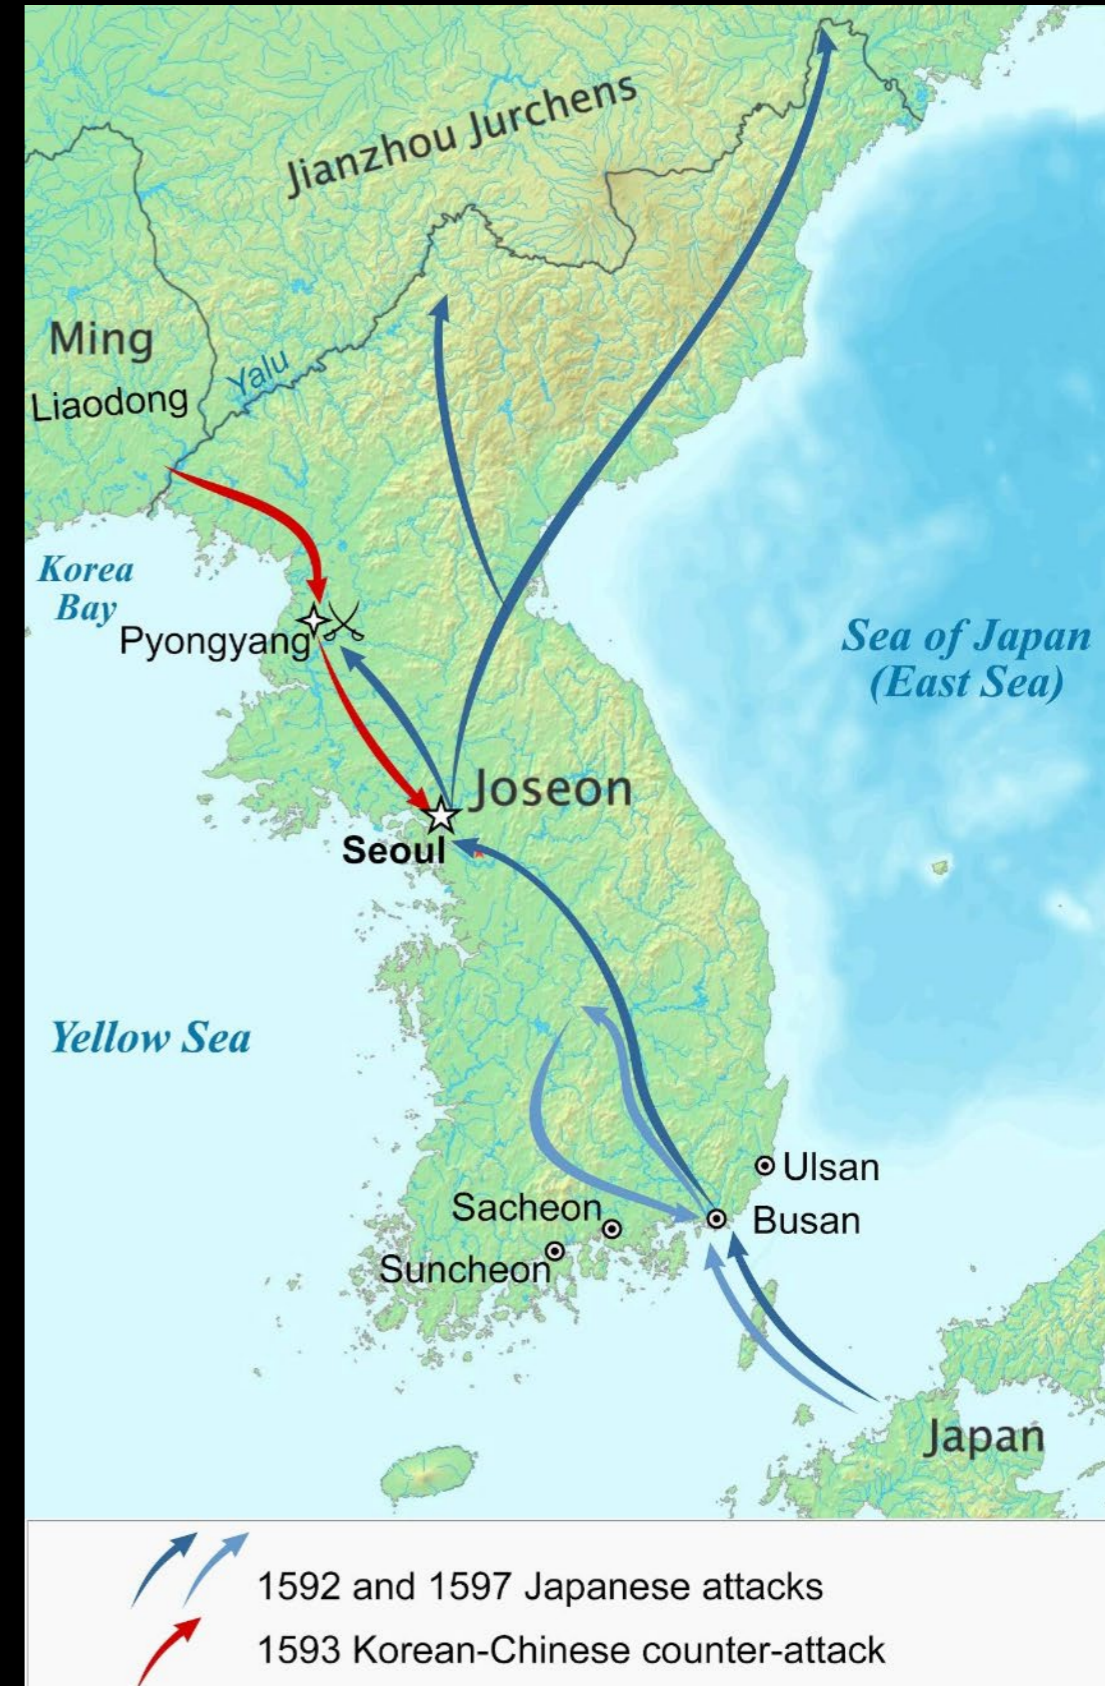 Jianzhou Jurchens
Ming
Liaodong
Yalu
Korea
Bay
Pyongyang
Sea of Japan
(East Sea)
Joseon
Seoul
Yellow Sea
Ulsan
Sacheon
Busan
Suncheon
Japan
1592 and 1597 Japanese attacks
1593 Korean-Chinese counter-attack